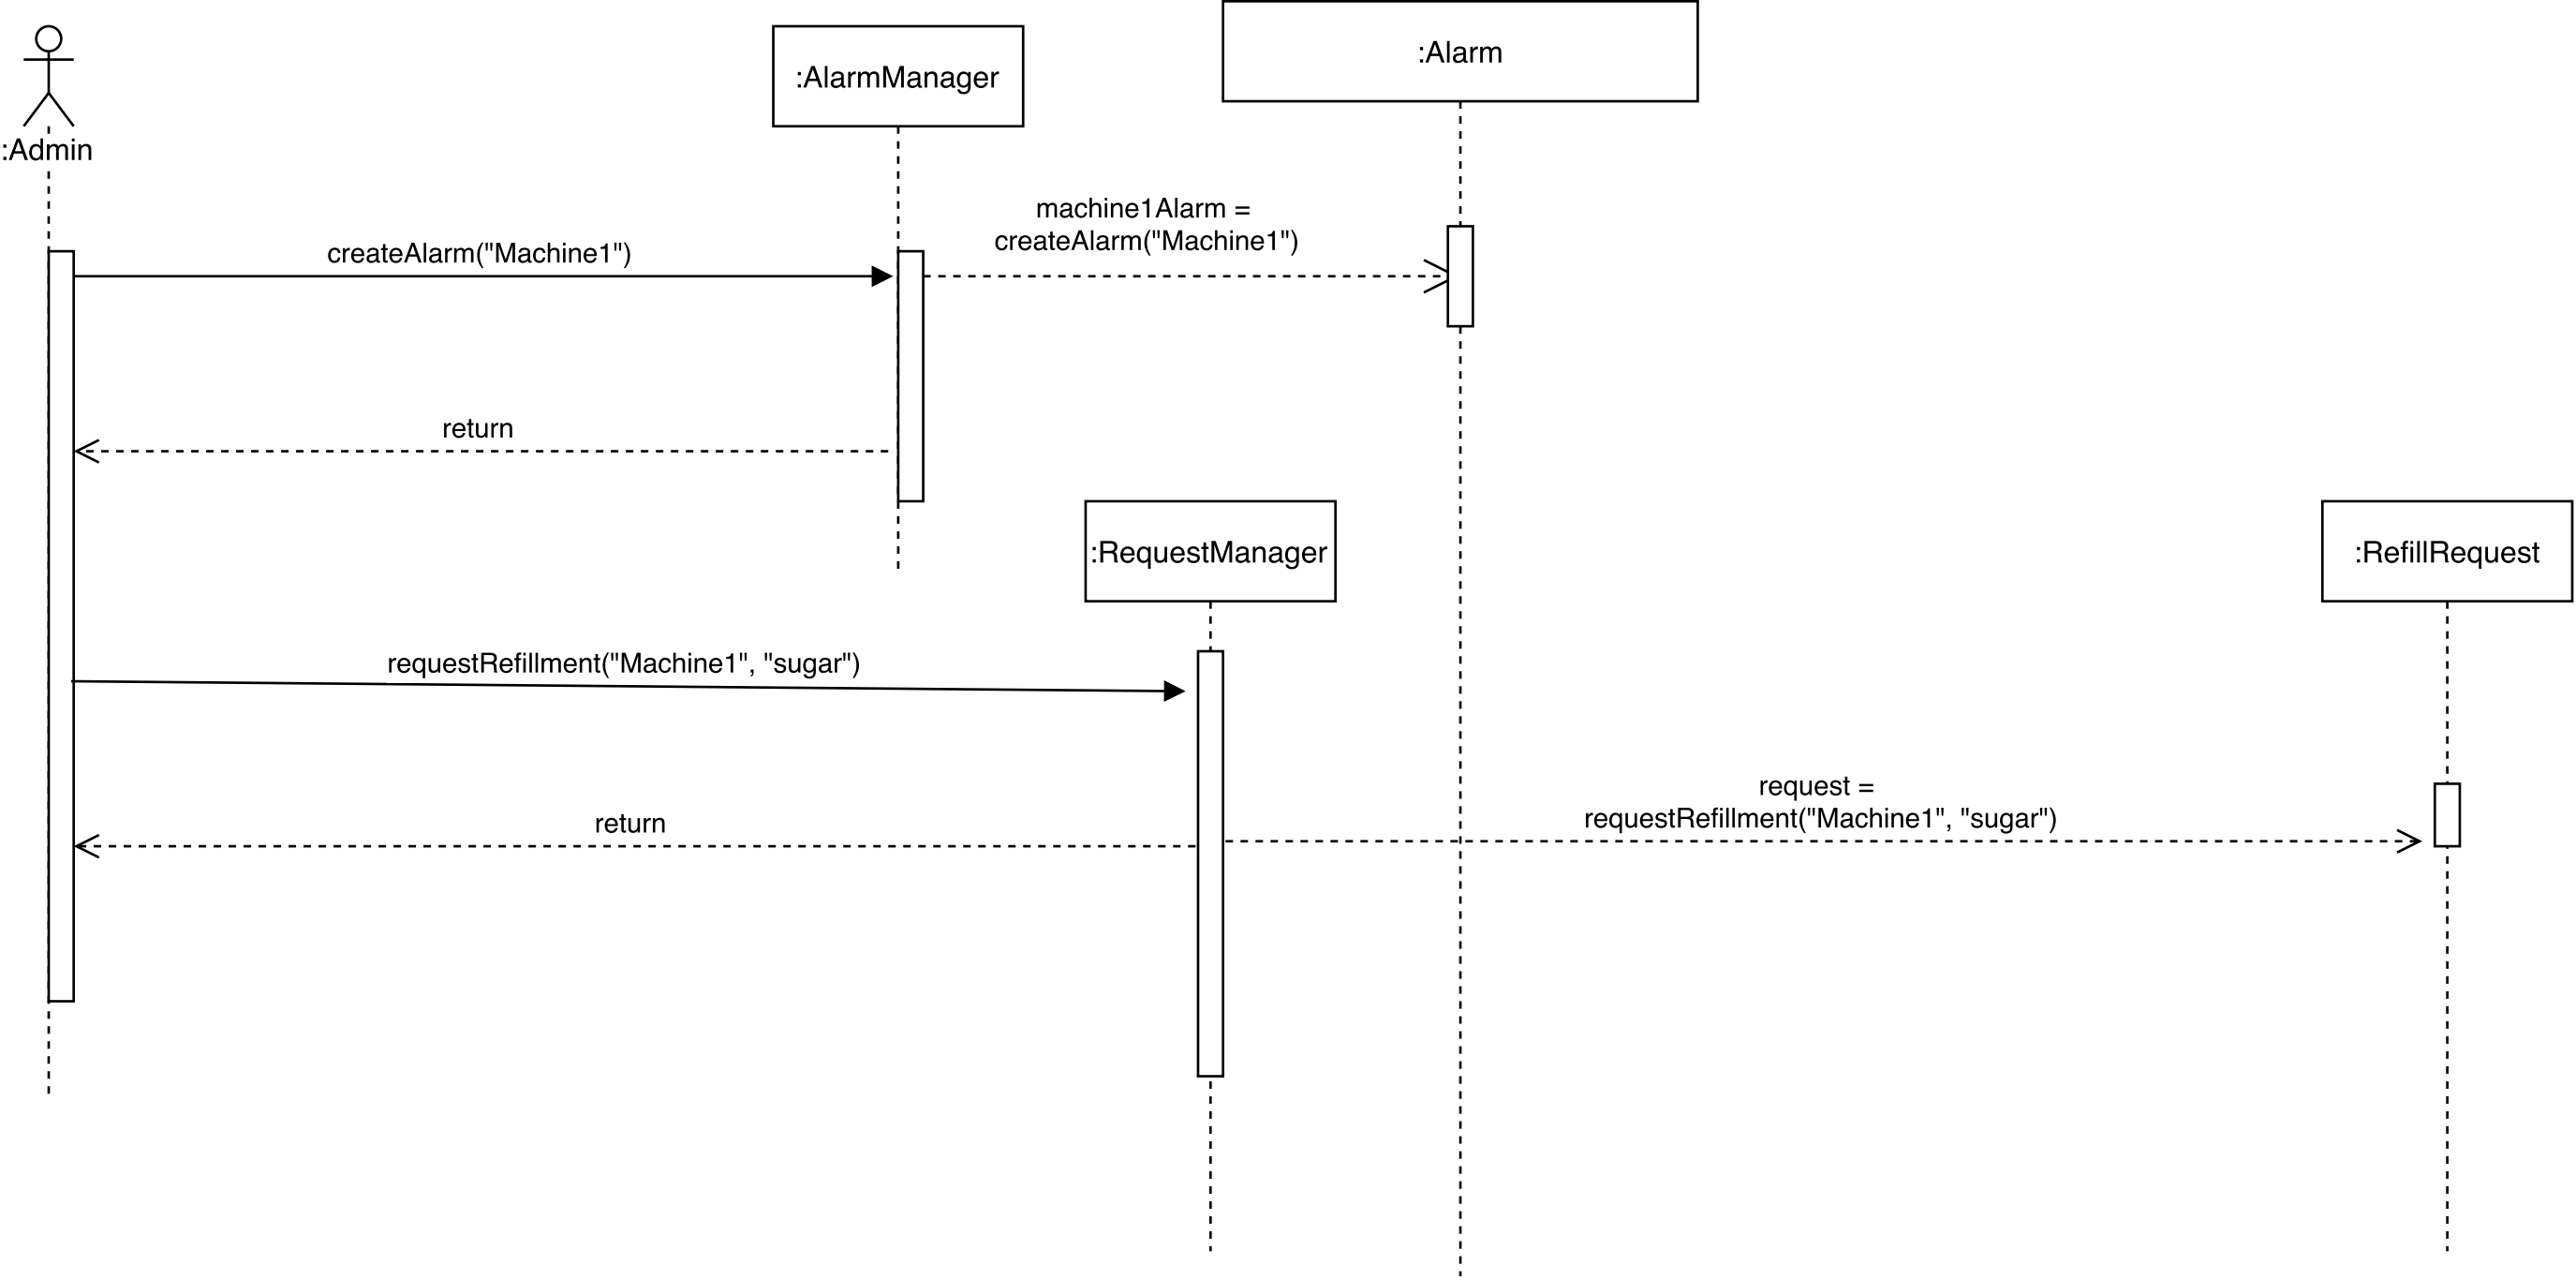 :Alarm
:AlarmManager
:Admin
machine1Alarm =
createAlarm("Machine1")
createAlarm("Machine1")
return
:RequestManager
:RefillRequest
requestRefillment("Machine1", "sugar")
request =
requestRefillment("Machine1", "sugar")
return